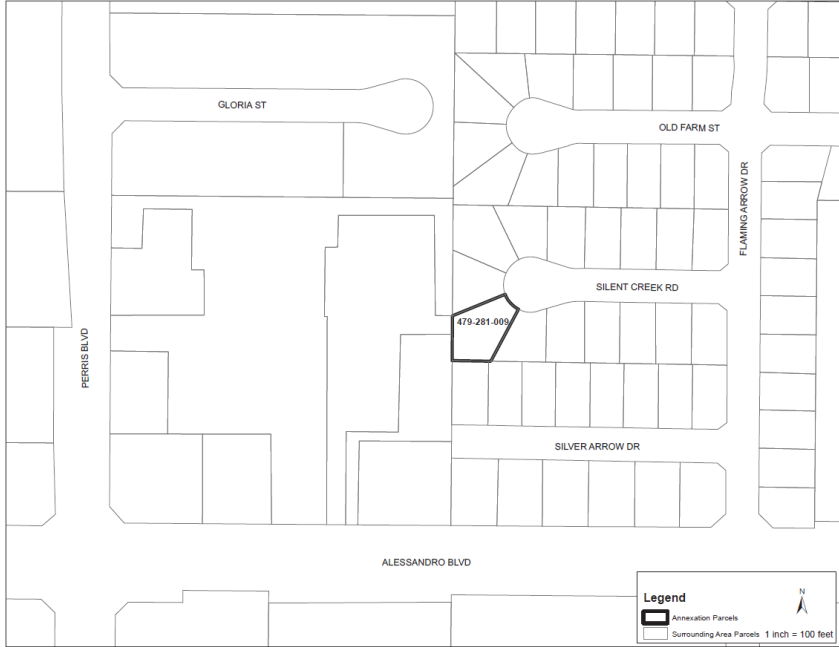 GLORIA ST
OLD FARM ST
FLAMING ARROW DR
SILENT CREEK RD
479-281-009
PERRIS BLVD
SILVER ARROW DR
ALESSANDRO BLVD
Legend
N
Annexation Parcels
Surrounding Area Parcels 1 inch = 100 feet